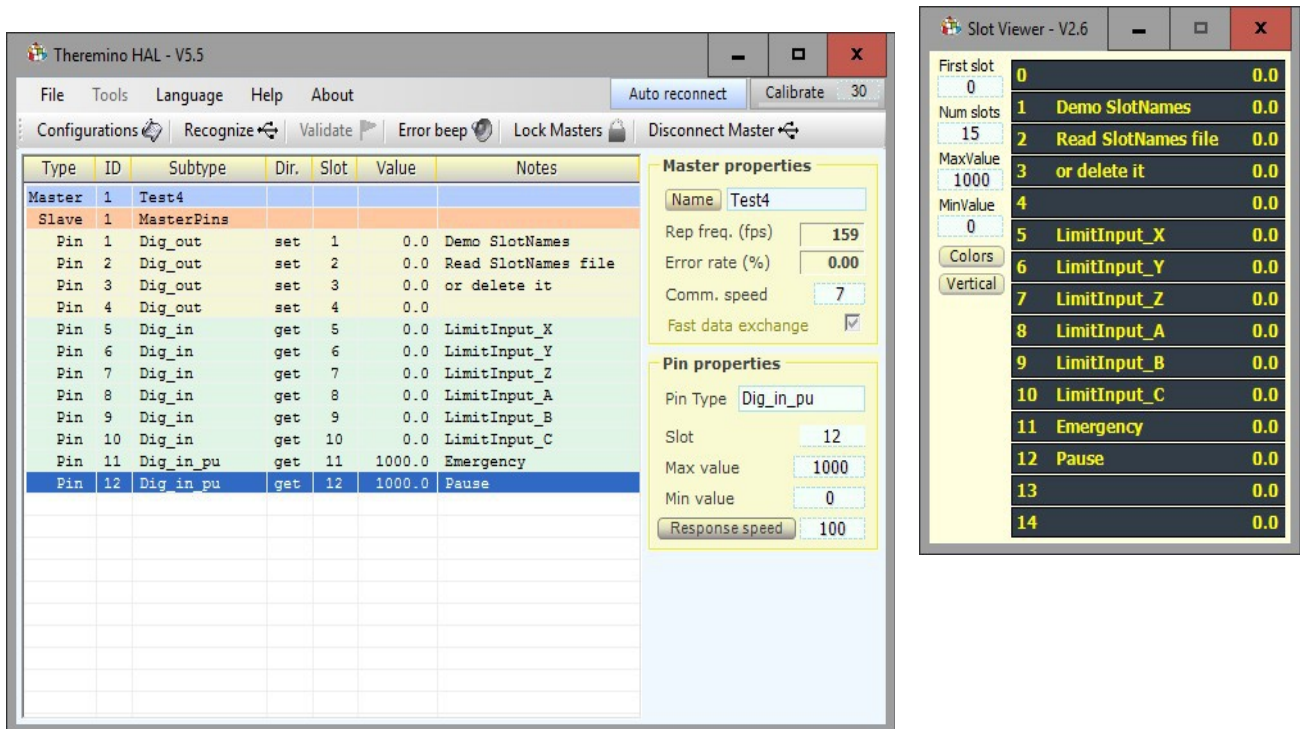 Theremino HAL - V5.5
File Tools Language Help About Auto reconnect Calibrate 30
Configurations Recognize Validate Error beep Lock Masters Disconnect Master
Type ID Subtype Dir. Slot Value Notes
Master 1 Test4
Slave 1 MasterPins
Pin 1 Dig_out set 1 0.0 Demo SlotNames
Pin 2 Dig_out set 2 0.0 Read SlotNames file
Pin 3 Dig_out set 3 0.0 or delete it
Pin 4 Dig_out set 4 0.0
Pin 5 Dig_in get 5 0.0 LimitInput_X
Pin 6 Dig_in get 6 0.0 LimitInput_Y
Pin 7 Dig_in get 7 0.0 LimitInput_Z
Pin 8 Dig_in get 8 0.0 LimitInput_A
Pin 9 Dig_in get 9 0.0 LimitInput_B
Pin 10 Dig_in get 10 0.0 LimitInput_C
Pin 11 Dig_in_pu get 11 1000.0 Emergency
Pin 12 Dig_in_pu get 12 1000.0 Pause
Master properties
Name Test4
Rep freq. (fps) 159
Error rate (%) 0.00
Comm. speed 7
Fast data exchange
Pin properties
Pin Type Dig_in_pu
Slot 12
Max value 1000
Min value 0
Response speed 100
Slot Viewer - V2.6
First slot
0
Num slots
15
MaxValue
1000
MinValue
0
Colors
Vertical
0 0.0
1 Demo SlotNames 0.0
2 Read SlotNames file 0.0
3 or delete it 0.0
4 0.0
5 LimitInput_X 0.0
6 LimitInput_Y 0.0
7 LimitInput_Z 0.0
8 LimitInput_A 0.0
9 LimitInput_B 0.0
10 LimitInput_C 0.0
11 Emergency 0.0
12 Pause 0.0
13 0.0
14 0.0